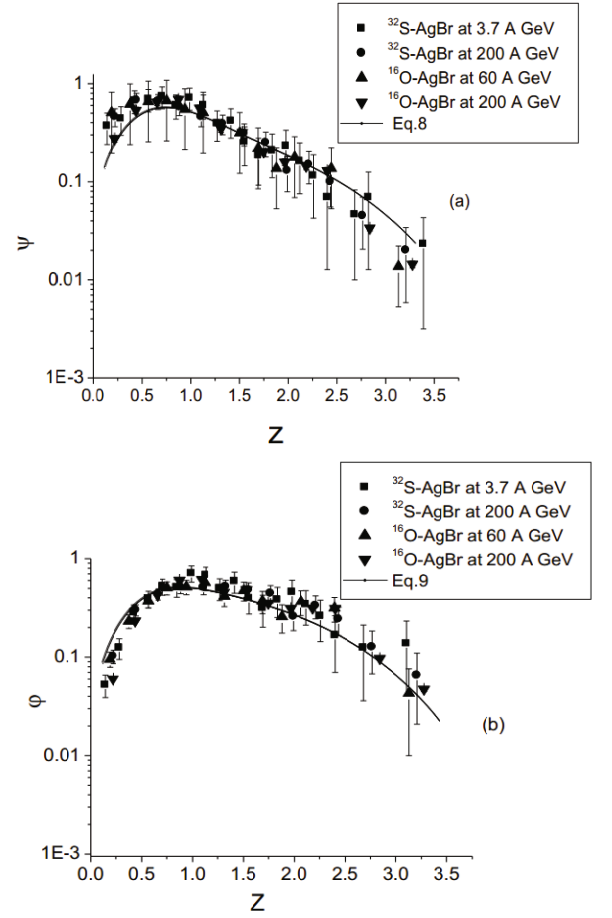 ³²S-AgBr at 3.7 A GeV
³²S-AgBr at 200 A GeV
¹⁶O-AgBr at 60 A GeV
¹⁶O-AgBr at 200 A GeV
Eq.8
1
0.1
0.01
1E-3
ψ
(a)
0.0 0.5 1.0 1.5 2.0 2.5 3.0 3.5
Z
³²S-AgBr at 3.7 A GeV
³²S-AgBr at 200 A GeV
¹⁶O-AgBr at 60 A GeV
¹⁶O-AgBr at 200 A GeV
Eq.9
1
0.1
0.01
1E-3
φ
(b)
0.0 0.5 1.0 1.5 2.0 2.5 3.0 3.5
Z